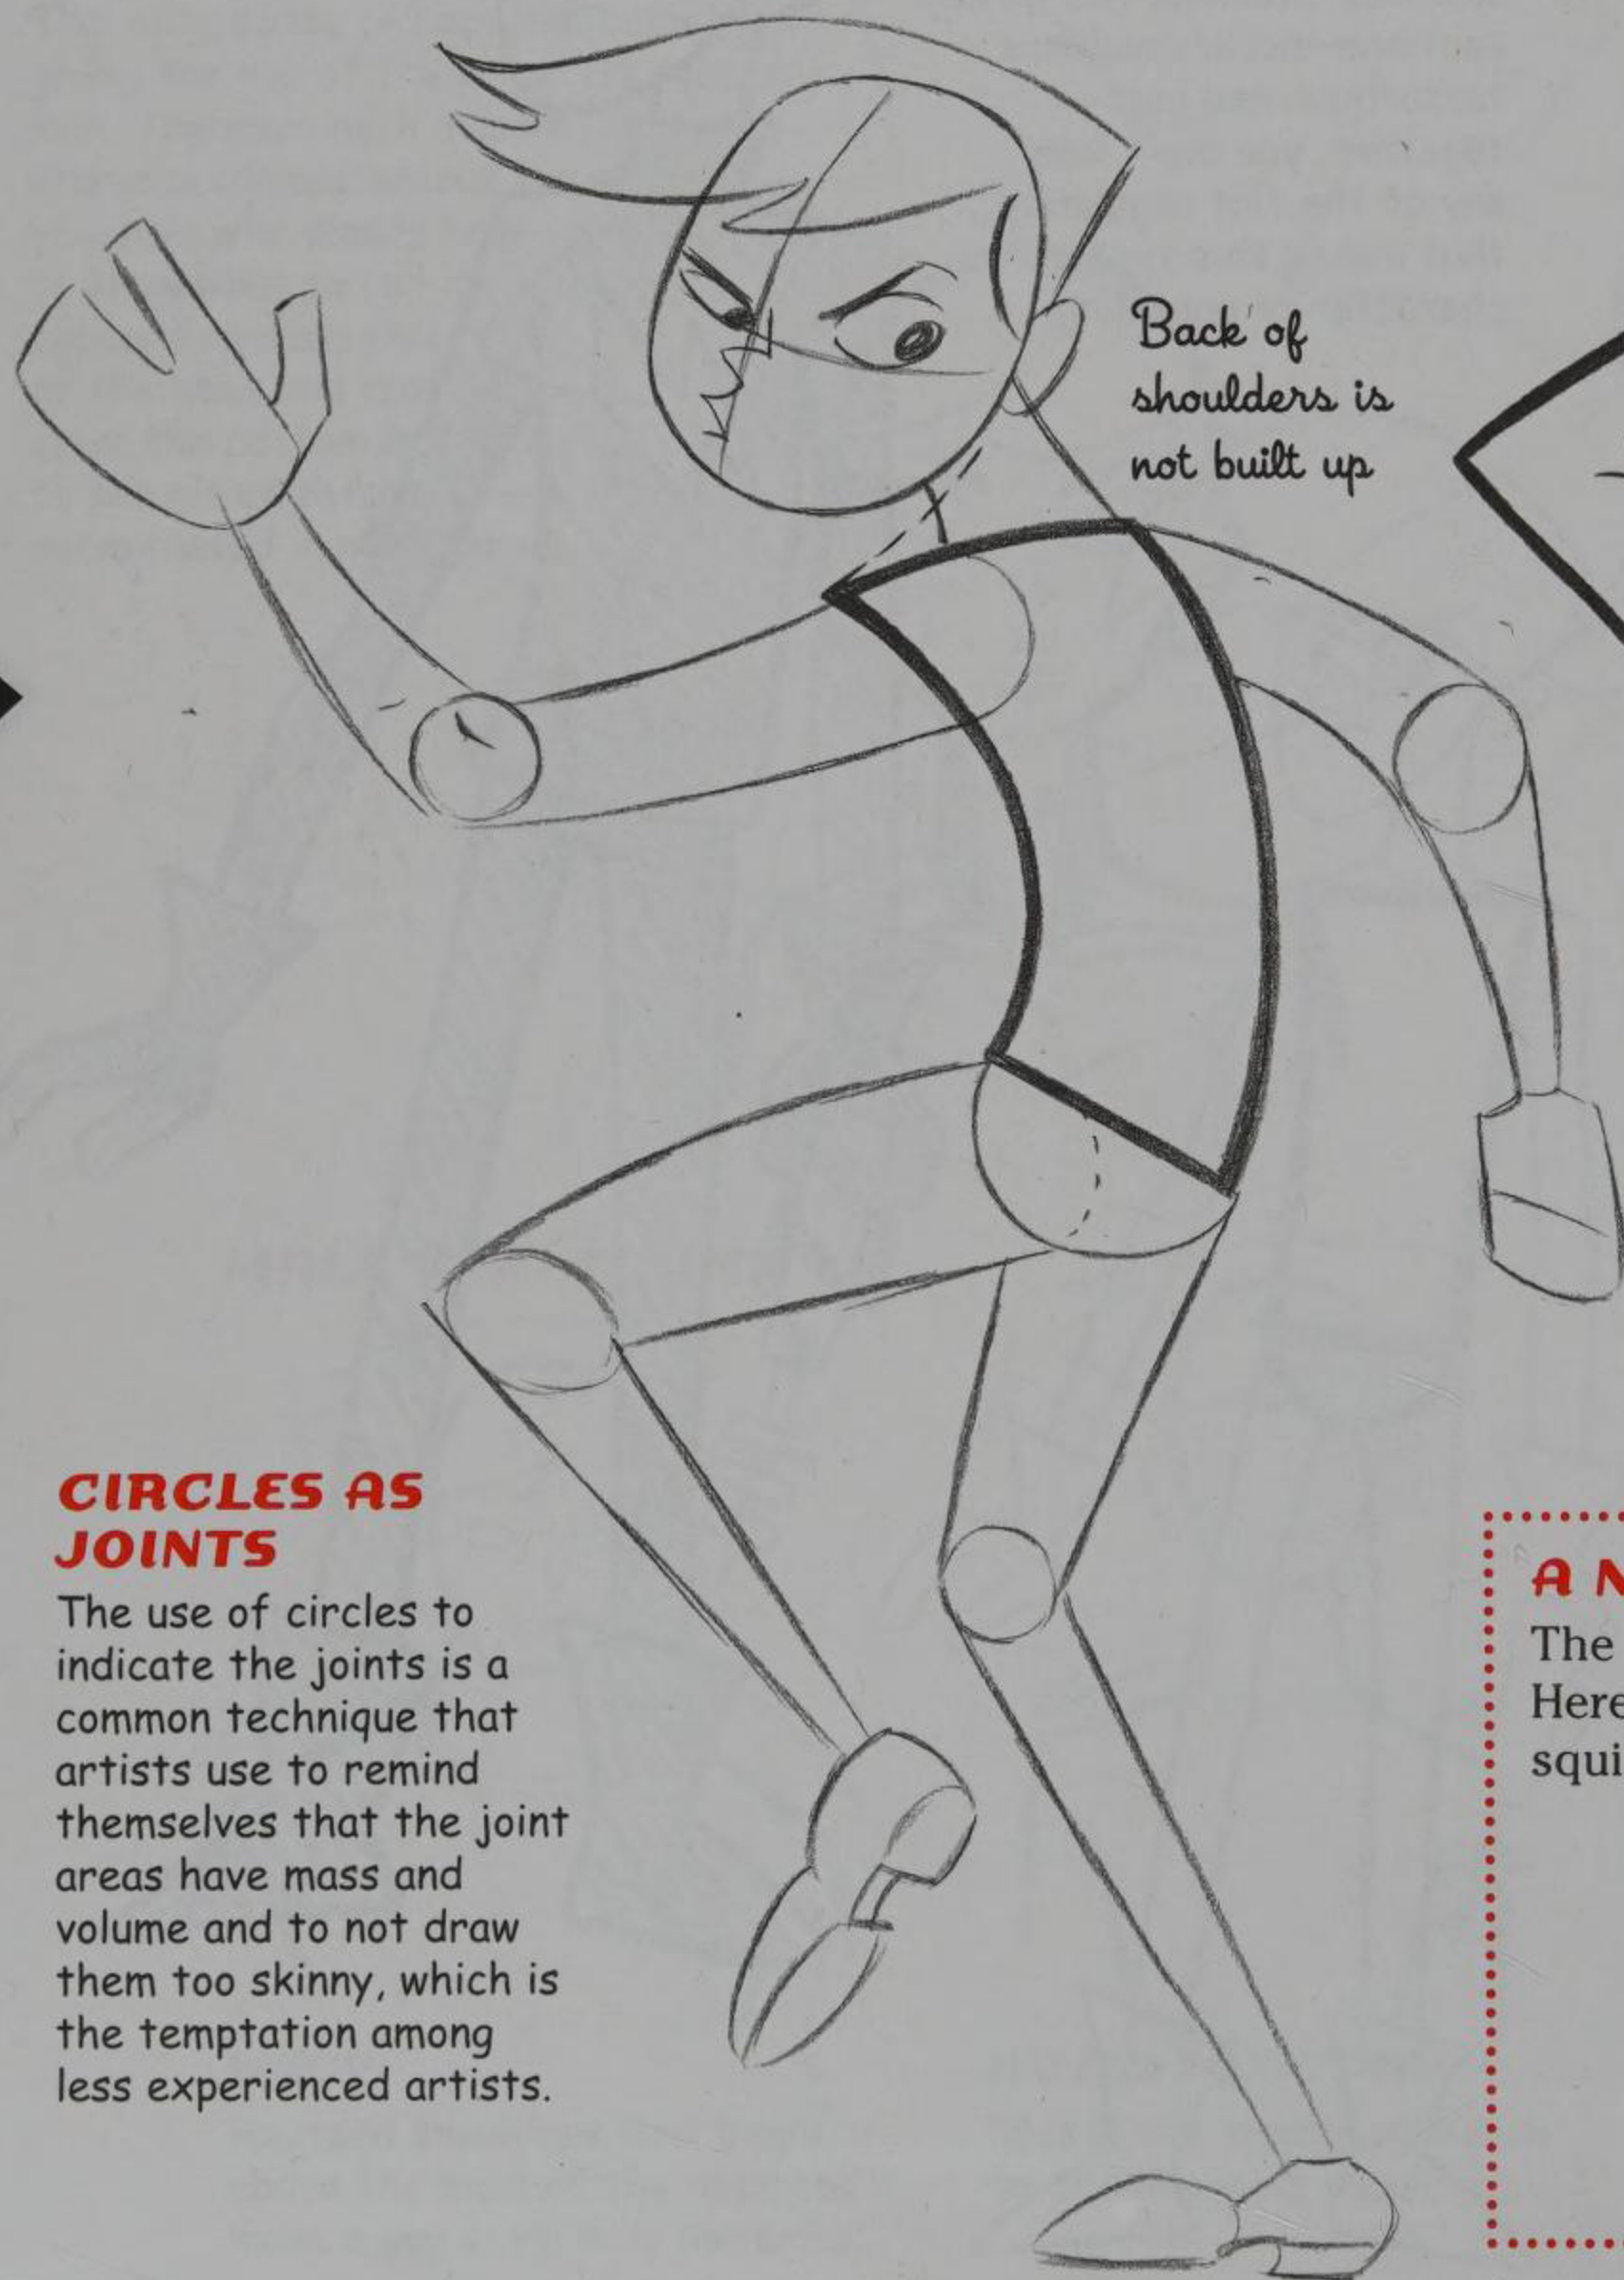 Back of
shoulders is
not built up
CIRCLES AS
JOINTS
The use of circles to
indicate the joints is a
common technique that
artists use to remind
themselves that the joint
areas have mass and
volume and to not draw
them too skinny, which is
the temptation among
less experienced artists.
A N
The
Here
squi